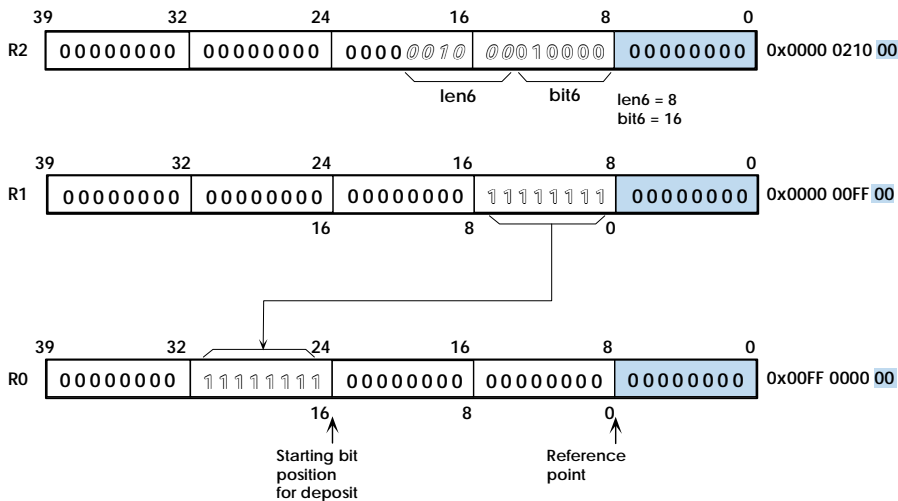 39 32 24 16 8 0
R2 00000000 00000000 00000010 00010000 00000000 0x0000 0210 00
len6 bit6
len6 = 8
bit6 = 16
39 32 24 16 8 0
R1 00000000 00000000 00000000 11111111 00000000 0x0000 00FF 00
16 8 0
39 32 24 16 8 0
R0 00000000 11111111 00000000 00000000 00000000 0x00FF 0000 00
16 8 0
Starting bit
position
for deposit
Reference
point